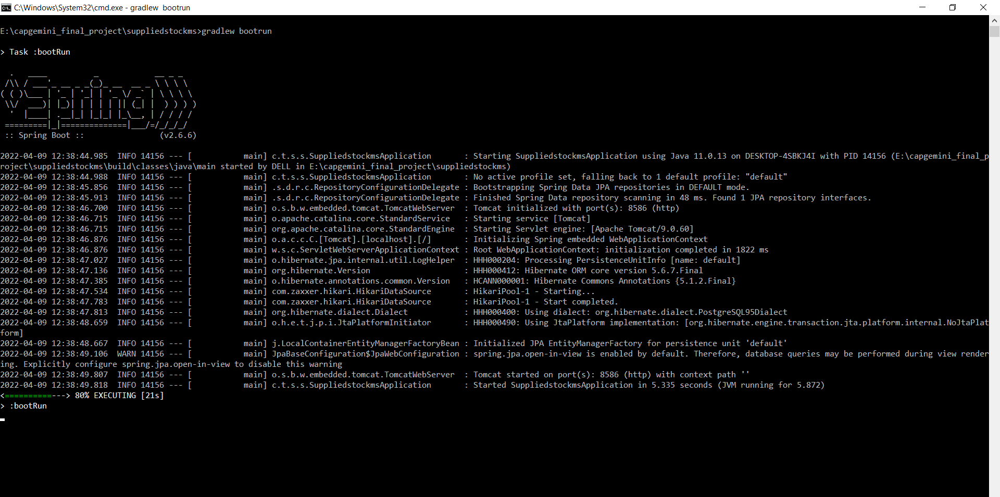 C:\Windows\System32\cmd.exe - gradlew  bootrun
E:\capgemini_final_project\suppliedstockms>gradlew bootrun
> Task :bootRun
  .   ____          _            __ _ _
 /\\ / ___'_ __ _ _(_)_ __  __ _ \ \ \ \
( ( )\___ | '_ | '_| | '_ \/ _` | \ \ \ \
 \\/  ___)| |_)| | | | | || (_| |  ) ) ) )
  '  |____| .__|_| |_|_| |_\__, | / / / /
 =========|_|==============|___/=/_/_/_/
 :: Spring Boot ::                (v2.6.6)
2022-04-09 12:38:44.985  INFO 14156 --- [           main] c.t.s.s.SuppliedstockmsApplication       : Starting SuppliedstockmsApplication using Java 11.0.13 on DESKTOP-4SBKJ4I with PID 14156 (E:\capgemini_final_p
roject\suppliedstockms\build\classes\java\main started by DELL in E:\capgemini_final_project\suppliedstockms)
2022-04-09 12:38:44.988  INFO 14156 --- [           main] c.t.s.s.SuppliedstockmsApplication       : No active profile set, falling back to 1 default profile: "default"
2022-04-09 12:38:45.856  INFO 14156 --- [           main] .s.d.r.c.RepositoryConfigurationDelegate : Bootstrapping Spring Data JPA repositories in DEFAULT mode.
2022-04-09 12:38:45.913  INFO 14156 --- [           main] .s.d.r.c.RepositoryConfigurationDelegate : Finished Spring Data repository scanning in 48 ms. Found 1 JPA repository interfaces.
2022-04-09 12:38:46.700  INFO 14156 --- [           main] o.s.b.w.embedded.tomcat.TomcatWebServer  : Tomcat initialized with port(s): 8586 (http)
2022-04-09 12:38:46.715  INFO 14156 --- [           main] o.apache.catalina.core.StandardService   : Starting service [Tomcat]
2022-04-09 12:38:46.715  INFO 14156 --- [           main] org.apache.catalina.core.StandardEngine  : Starting Servlet engine: [Apache Tomcat/9.0.60]
2022-04-09 12:38:46.876  INFO 14156 --- [           main] o.a.c.c.C.[Tomcat].[localhost].[/]       : Initializing Spring embedded WebApplicationContext
2022-04-09 12:38:46.876  INFO 14156 --- [           main] w.s.c.ServletWebServerApplicationContext : Root WebApplicationContext: initialization completed in 1822 ms
2022-04-09 12:38:47.027  INFO 14156 --- [           main] o.hibernate.jpa.internal.util.LogHelper  : HHH000204: Processing PersistenceUnitInfo [name: default]
2022-04-09 12:38:47.136  INFO 14156 --- [           main] org.hibernate.Version                    : HHH000412: Hibernate ORM core version 5.6.7.Final
2022-04-09 12:38:47.385  INFO 14156 --- [           main] o.hibernate.annotations.common.Version   : HCANN000001: Hibernate Commons Annotations {5.1.2.Final}
2022-04-09 12:38:47.534  INFO 14156 --- [           main] com.zaxxer.hikari.HikariDataSource       : HikariPool-1 - Starting...
2022-04-09 12:38:47.783  INFO 14156 --- [           main] com.zaxxer.hikari.HikariDataSource       : HikariPool-1 - Start completed.
2022-04-09 12:38:47.813  INFO 14156 --- [           main] org.hibernate.dialect.Dialect            : HHH000400: Using dialect: org.hibernate.dialect.PostgreSQL95Dialect
2022-04-09 12:38:48.659  INFO 14156 --- [           main] o.h.e.t.j.p.i.JtaPlatformInitiator       : HHH000490: Using JtaPlatform implementation: [org.hibernate.engine.transaction.jta.platform.internal.NoJtaPlat
form]
2022-04-09 12:38:48.667  INFO 14156 --- [           main] j.LocalContainerEntityManagerFactoryBean : Initialized JPA EntityManagerFactory for persistence unit 'default'
2022-04-09 12:38:49.106  WARN 14156 --- [           main] JpaBaseConfiguration$JpaWebConfiguration : spring.jpa.open-in-view is enabled by default. Therefore, database queries may be performed during view render
ing. Explicitly configure spring.jpa.open-in-view to disable this warning
2022-04-09 12:38:49.807  INFO 14156 --- [           main] o.s.b.w.embedded.tomcat.TomcatWebServer  : Tomcat started on port(s): 8586 (http) with context path ''
2022-04-09 12:38:49.818  INFO 14156 --- [           main] c.t.s.s.SuppliedstockmsApplication       : Started SuppliedstockmsApplication in 5.335 seconds (JVM running for 5.872)
<==========---> 80% EXECUTING [21s]
> :bootRun